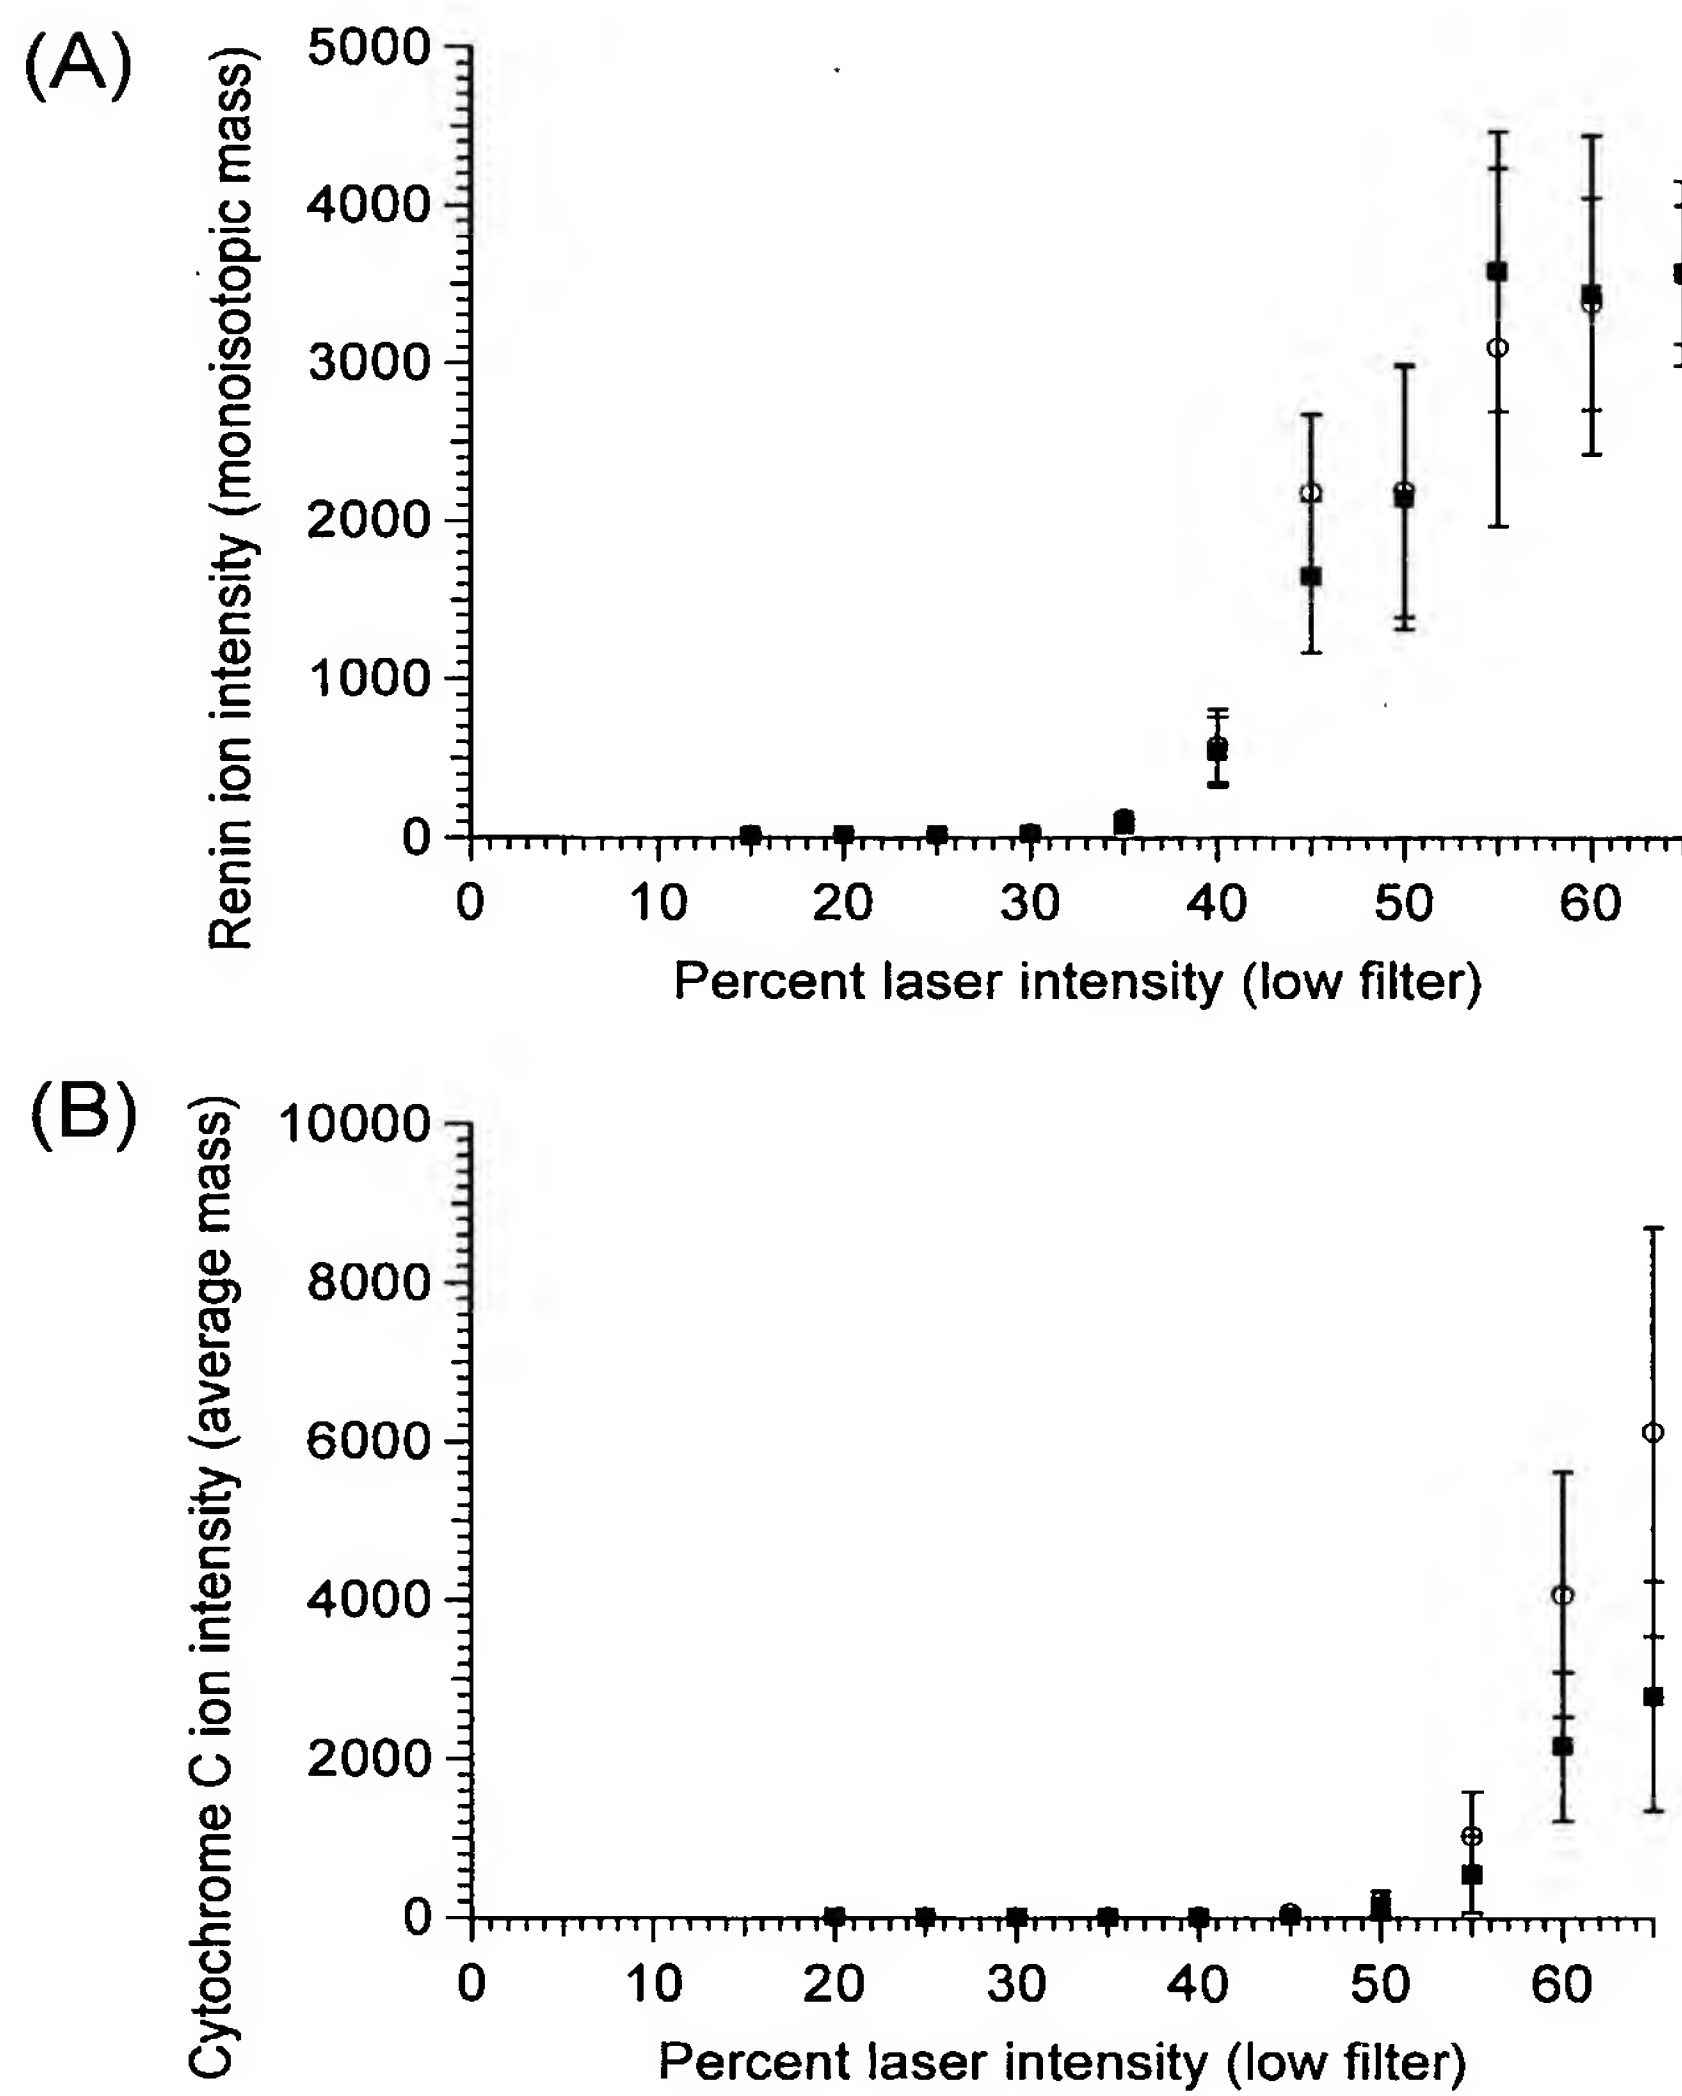 (A)
Renin ion intensity (monoisotopic mass)
5000
4000
3000
2000
1000
0
0 10 20 30 40 50 60
Percent laser intensity (low filter)
(B)
Cytochrome C ion intensity (average mass)
10000
8000
6000
4000
2000
0
0 10 20 30 40 50 60
Percent laser intensity (low filter)